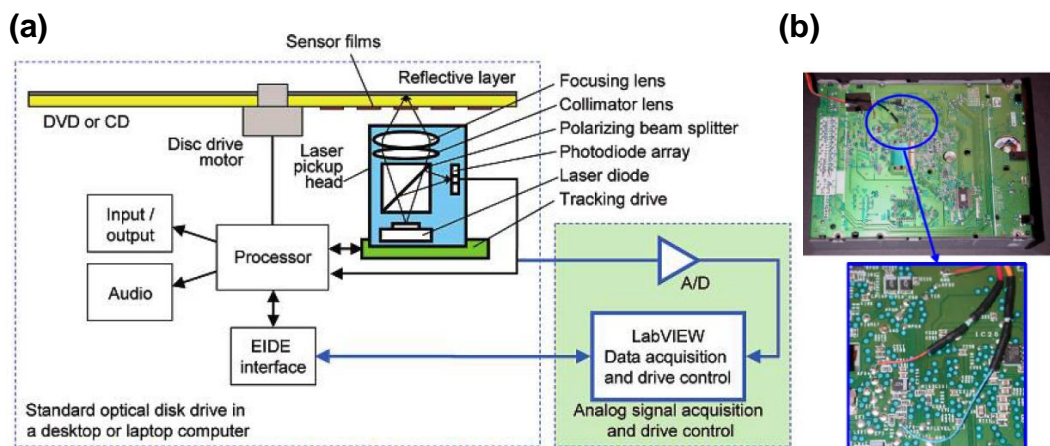 (a)
(b)
Sensor films
Reflective layer
Focusing lens
Collimator lens
Polarizing beam splitter
Photodiode array
Laser diode
Tracking drive
DVD or CD
Disc drive
motor
Laser
pickup
head
Input /
output
Processor
Audio
A/D
EIDE
interface
LabVIEW
Data acquisition
and drive control
Standard optical disk drive in
a desktop or laptop computer
Analog signal acquisition
and drive control